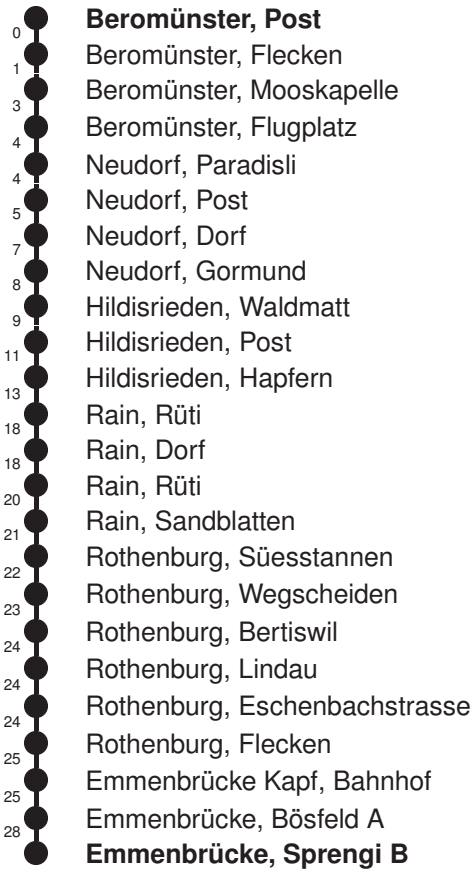 Beromünster, Post
0
Beromünster, Flecken
1
Beromünster, Mooskapelle
3
Beromünster, Flugplatz
4
Neudorf, Paradisli
4
Neudorf, Post
5
Neudorf, Dorf
7
Neudorf, Gormund
8
Hildisrieden, Waldmatt
9
Hildisrieden, Post
11
Hildisrieden, Hapfern
13
Rain, Rüti
18
Rain, Dorf
18
Rain, Rüti
20
Rain, Sandblatten
21
Rothenburg, Süesstannen
22
Rothenburg, Wegscheiden
23
Rothenburg, Bertiswil
24
Rothenburg, Lindau
24
Rothenburg, Eschenbachstrasse
24
Rothenburg, Flecken
25
Emmenbrücke Kapf, Bahnhof
25
Emmenbrücke, Bösfeld A
28
Emmenbrücke, Sprengi B